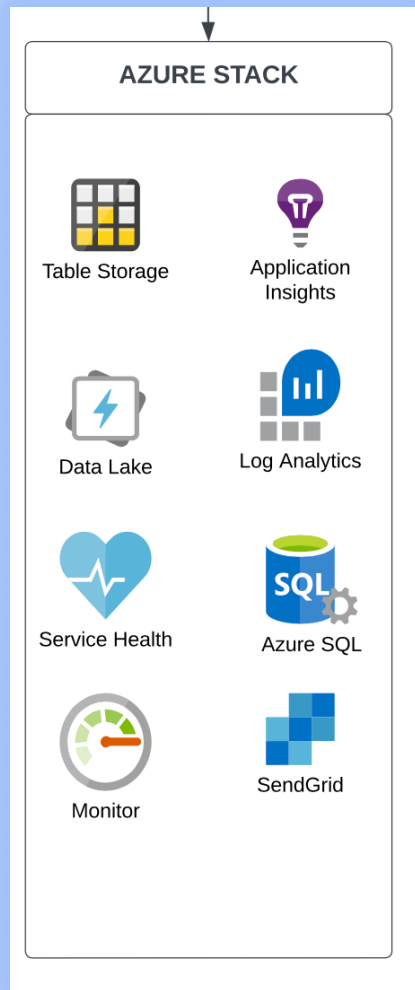 AZURE STACK
Table Storage
Application
Insights
Data Lake
Log Analytics
Service Health
SQL
Azure SQL
Monitor
SendGrid